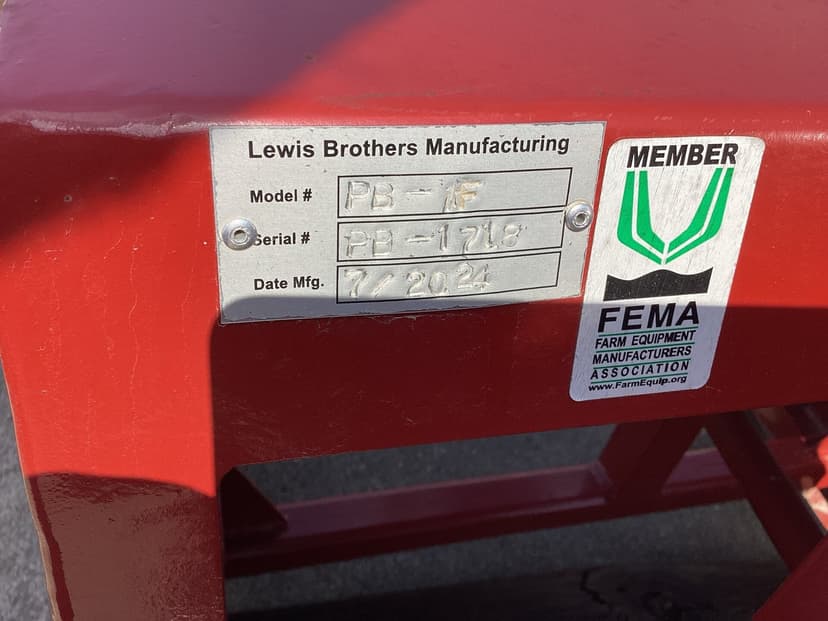 Lewis Brothers Manufacturing
Model # PB-1F
Serial # PB-1718
Date Mfg. 7/2024
MEMBER
FEMA
FARM EQUIPMENT
MANUFACTURERS
ASSOCIATION
www.FarmEquip.org